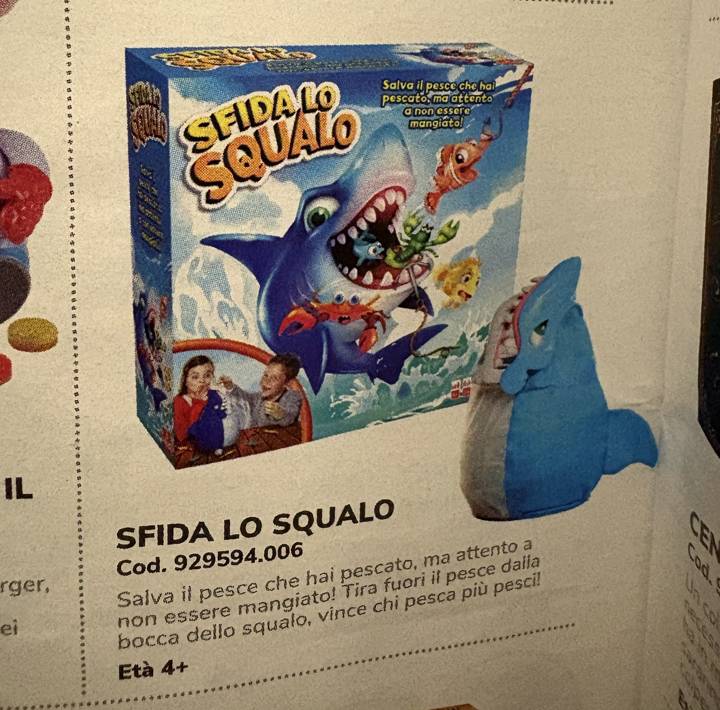 SFIDA LO
SQUALO
Salva il pesce che hai
pescato, ma attento
a non essere
mangiato!
IL
rger,
ei
SFIDA LO SQUALO
Cod. 929594.006
Salva il pesce che hai pescato, ma attento a
non essere mangiato! Tira fuori il pesce dalla
bocca dello squalo, vince chi pesca più pesci!
Età 4+
CEN
Cod.